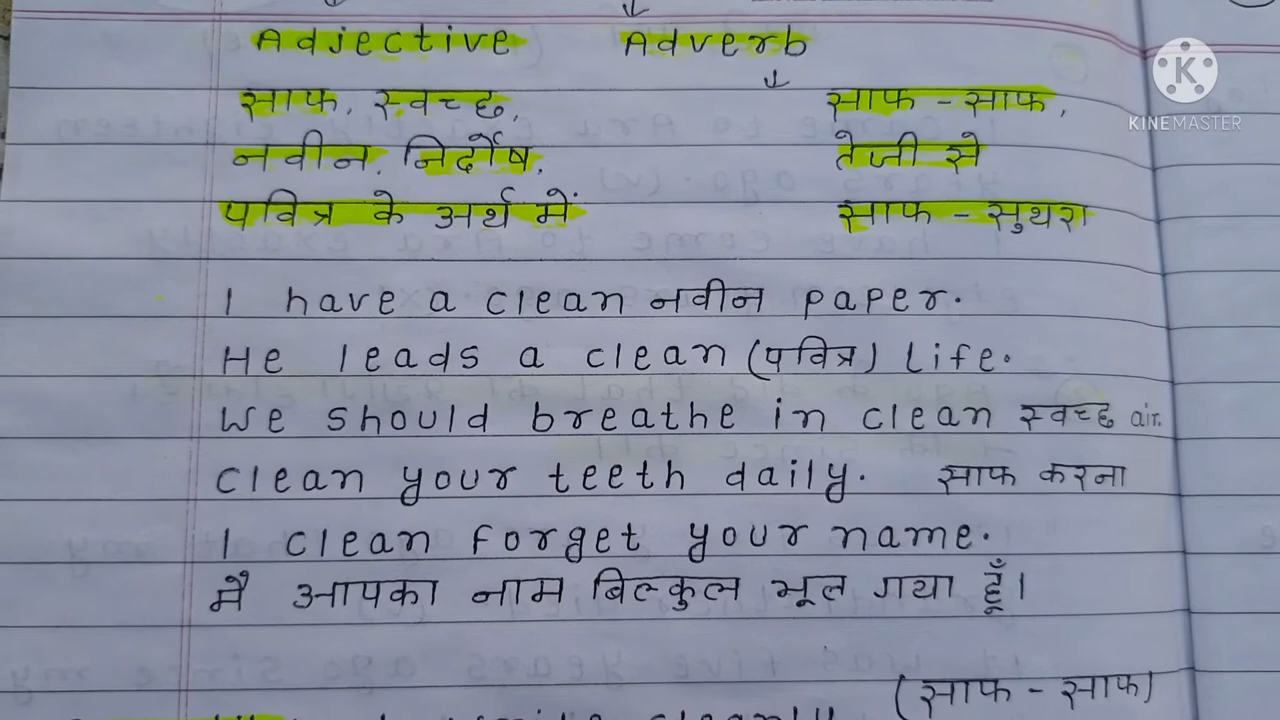 Adjective Adverb
साफ, स्वच्छ, साफ - साफ,
नवीन, निर्दोष, तेजी से
पवित्र के अर्थ में साफ - सुथरा
KINEMASTER
I have a clean नवीन paper.
He leads a clean (पवित्र) Life.
We should breathe in clean स्वच्छ air.
clean your teeth daily. साफ करना
I clean forget your name.
मैं आपका नाम बिल्कुल भूल गया हूँ।
(साफ - साफ)